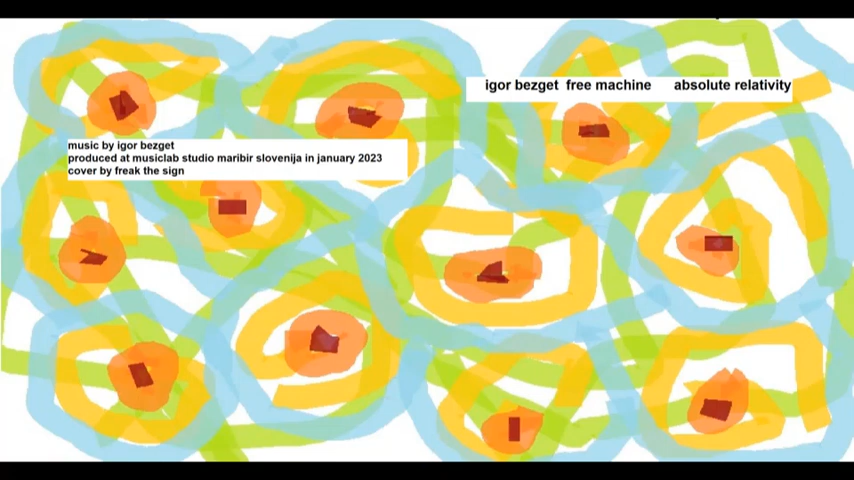 igor bezget free machine absolute relativity
music by igor bezget
produced at musiclab studio maribir slovenija in january 2023
cover by freak the sign